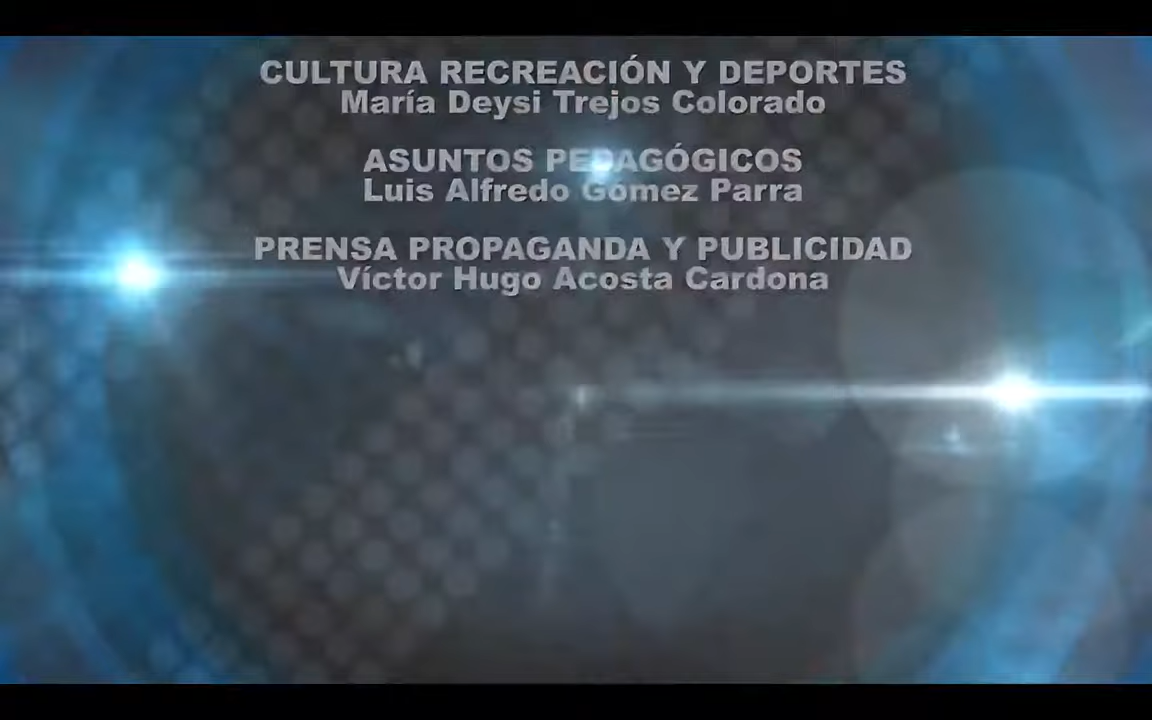 CULTURA RECREACIÓN Y DEPORTES
María Deysi Trejos Colorado
ASUNTOS PEDAGÓGICOS
Luis Alfredo Gómez Parra
PRENSA PROPAGANDA Y PUBLICIDAD
Víctor Hugo Acosta Cardona